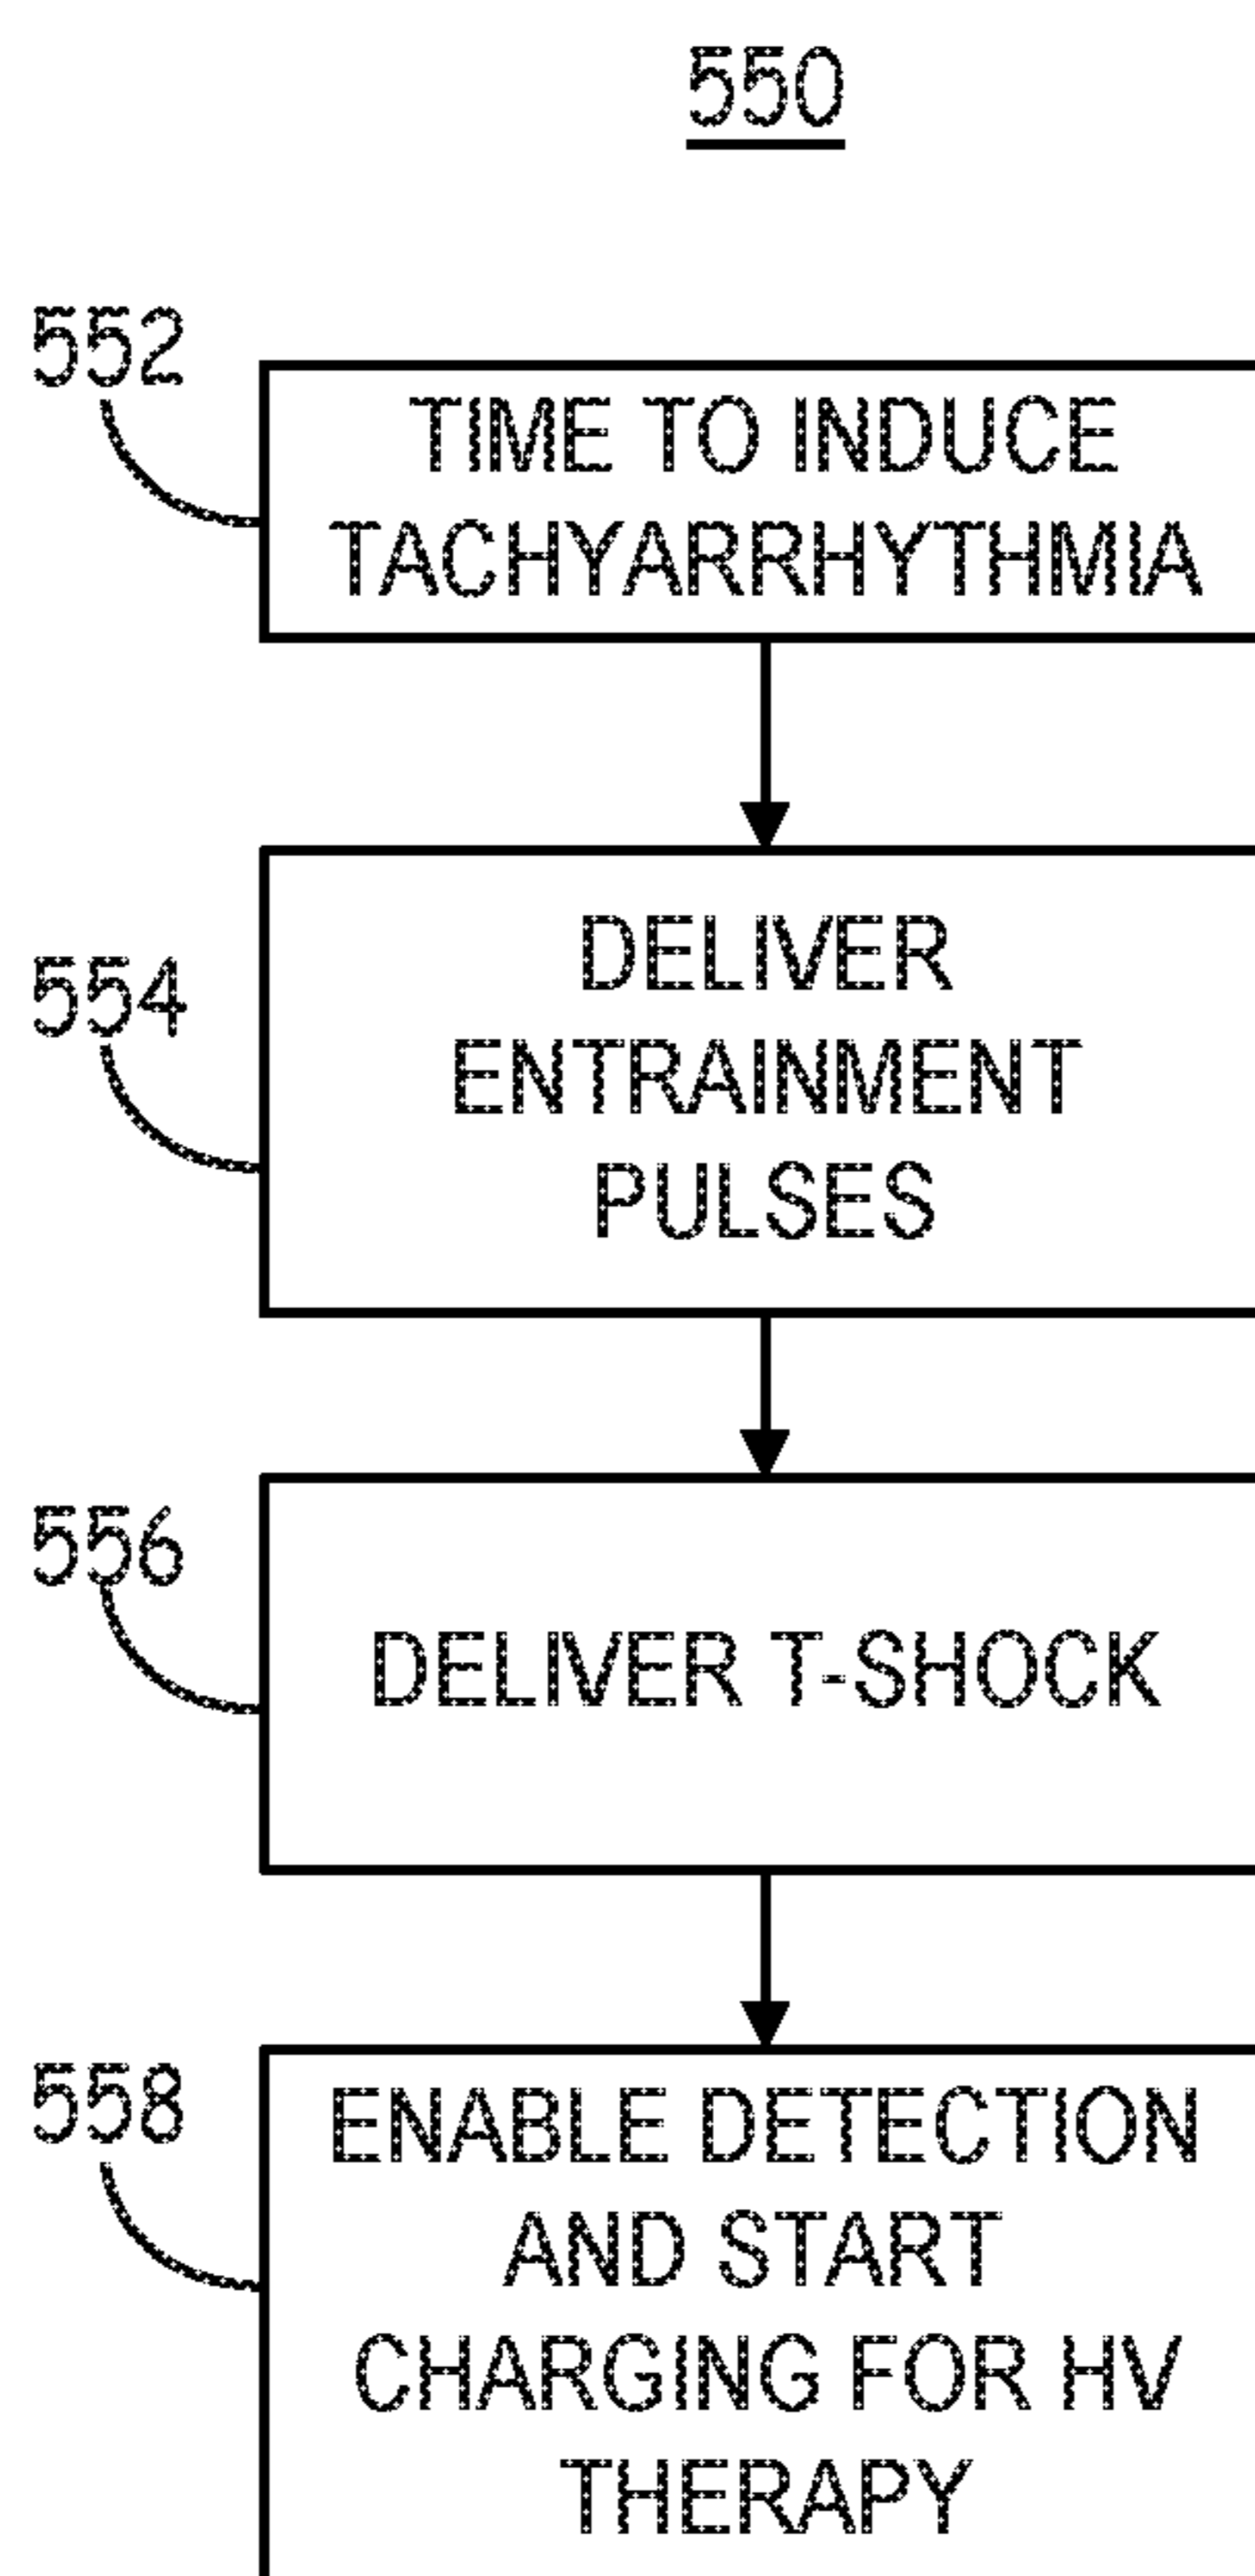 550
552
TIME TO INDUCE
TACHYARRHYTHMIA
554
DELIVER
ENTRAINMENT
PULSES
556
DELIVER T-SHOCK
558
ENABLE DETECTION
AND START
CHARGING FOR HV
THERAPY